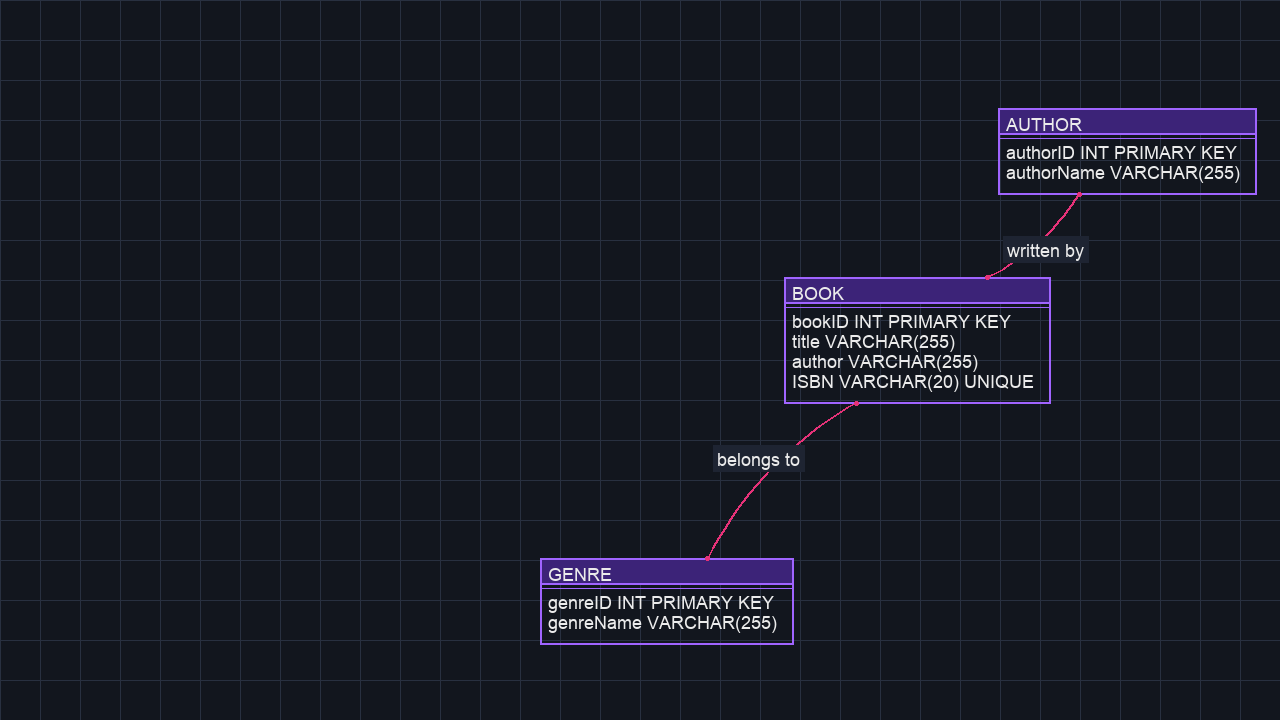 AUTHOR
authorID INT PRIMARY KEY
authorName VARCHAR(255)
written by
BOOK
bookID INT PRIMARY KEY
title VARCHAR(255)
author VARCHAR(255)
ISBN VARCHAR(20) UNIQUE
belongs to
GENRE
genreID INT PRIMARY KEY
genreName VARCHAR(255)